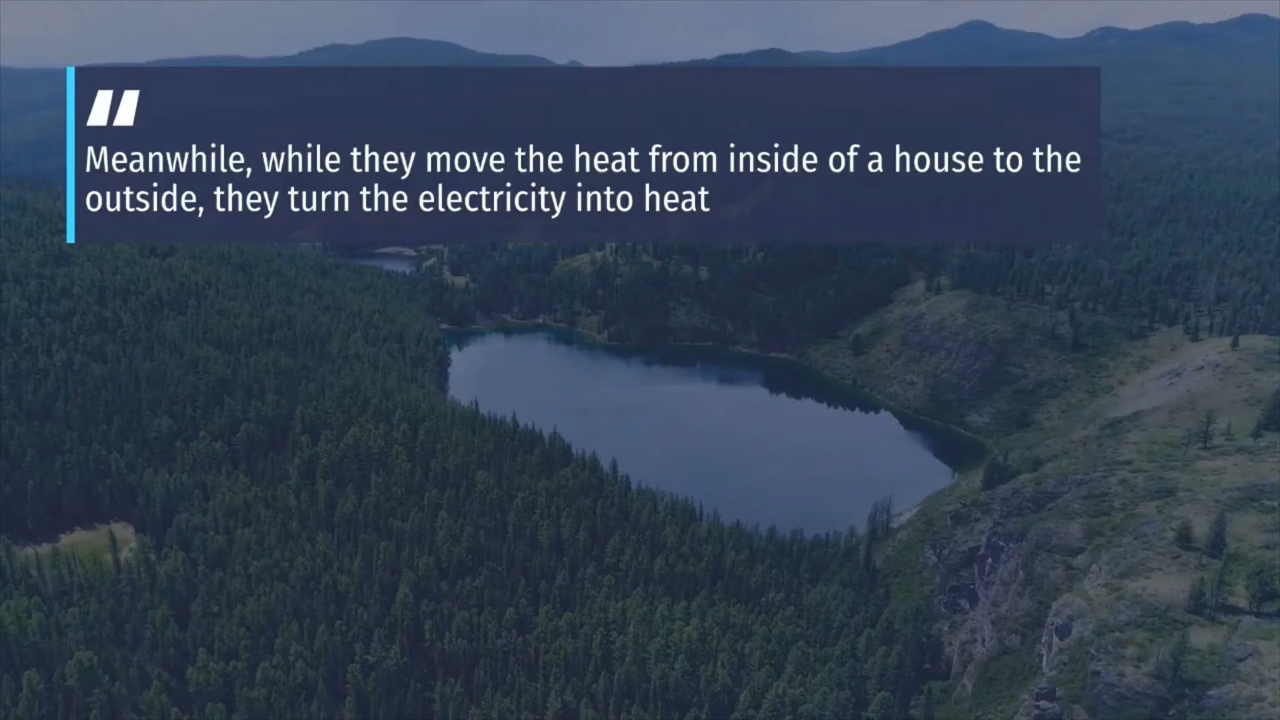 Meanwhile, while they move the heat from inside of a house to the
outside, they turn the electricity into heat